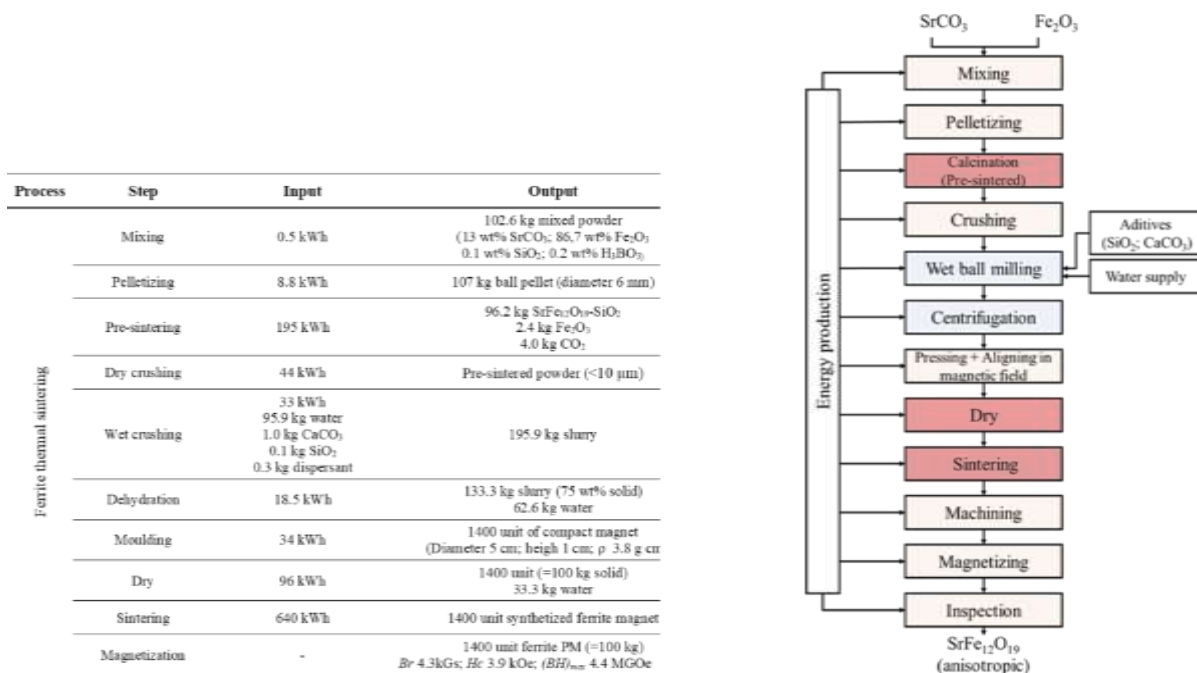 Process Step Input Output
Ferrite thermal sintering
Mixing 0.5 kWh 102.6 kg mixed powder
(13 wt% SrCO₃; 86,7 wt% Fe₂O₃
0.1 wt% SiO₂; 0.2 wt% H₃BO₃)
Pelletizing 8.8 kWh 107 kg ball pellet (diameter 6 mm)
Pre-sintering 195 kWh 96.2 kg SrFe₁₂O₁₉-SiO₂
2.4 kg Fe₂O₃
4.0 kg CO₂
Dry crushing 44 kWh Pre-sintered powder (<10 μm)
Wet crushing 33 kWh 195.9 kg slurry
95.9 kg water
1.0 kg CaCO₃
0.1 kg SiO₂
0.3 kg dispersant
Dehydration 18.5 kWh 133.3 kg slurry (75 wt% solid)
62.6 kg water
Moulding 34 kWh 1400 unit of compact magnet
(Diameter 5 cm; heigh 1 cm; ρ 3.8 g cm
Dry 96 kWh 1400 unit (=100 kg solid)
33.3 kg water
Sintering 640 kWh 1400 unit synthetized ferrite magnet
Magnetization - 1400 unit ferrite PM (=100 kg)
Br 4.3kGs; Hc 3.9 kOe; (BH)max 4.4 MGOe
SrCO₃ Fe₂O₃
Energy production
Mixing
Pelletizing
Calcination
(Pre-sintered)
Crushing
Wet ball milling
Aditives
(SiO₂; CaCO₃)
Water supply
Centrifugation
Pressing + Aligning in
magnetic field
Dry
Sintering
Machining
Magnetizing
Inspection
SrFe₁₂O₁₉
(anisotropic)